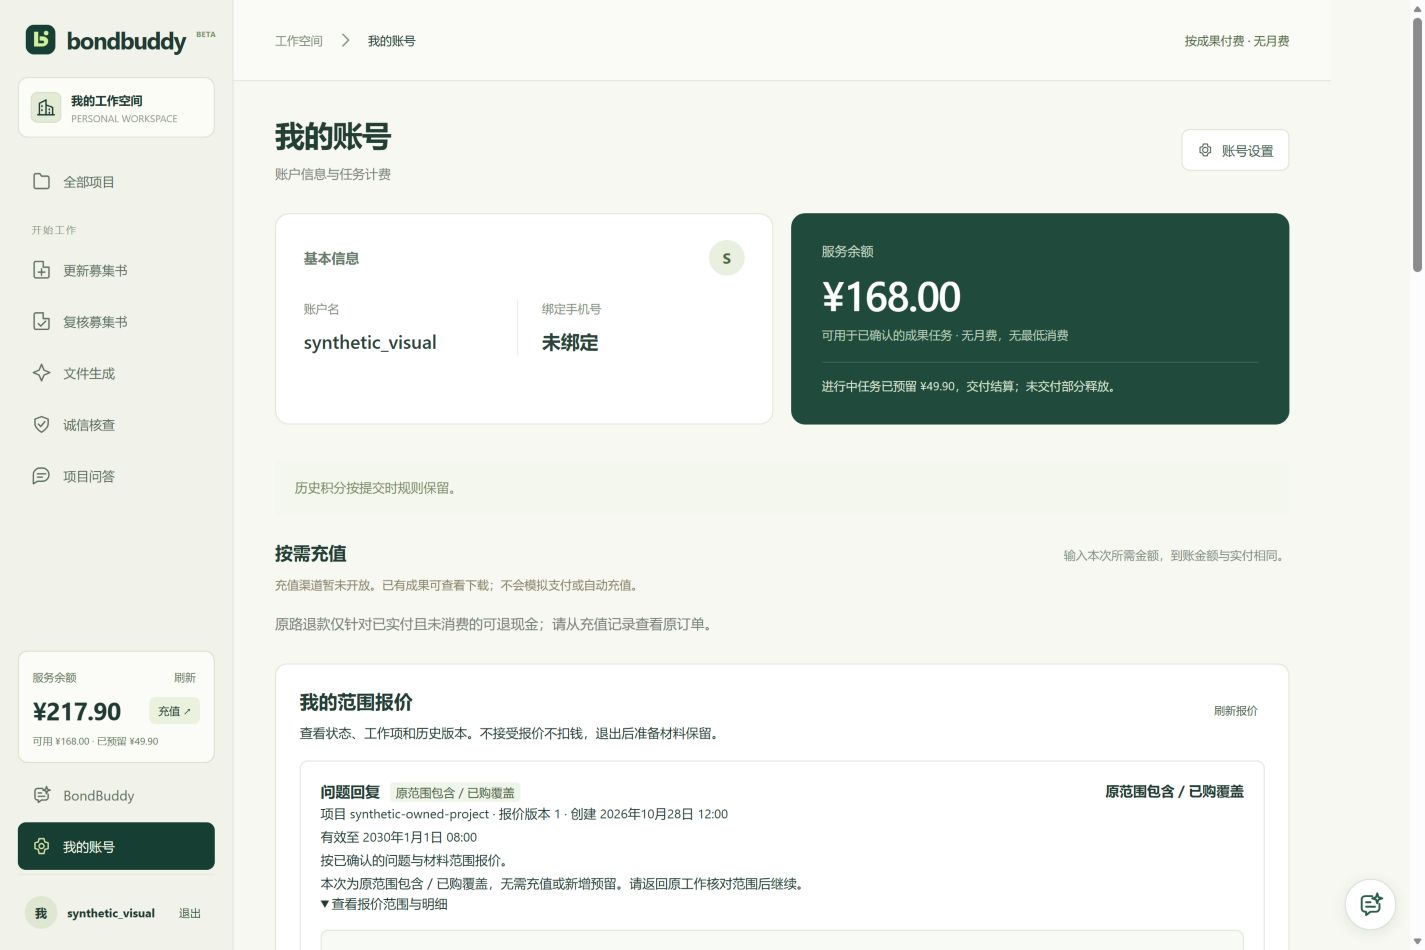 bondbuddy BETA
我的工作空间
PERSONAL WORKSPACE
全部项目
开始工作
更新募集书
复核募集书
文件生成
诚信核查
项目问答
服务余额 刷新
¥217.90 充值 ↗
可用 ¥168.00 · 已预留 ¥49.90
BondBuddy
我的账号
我 synthetic_visual 退出
工作空间 > 我的账号
按成果付费 · 无月费
我的账号
账户信息与任务计费
账号设置
基本信息 S
账户名
synthetic_visual
绑定手机号
未绑定
服务余额
¥168.00
可用于已确认的成果任务 · 无月费，无最低消费
进行中任务已预留 ¥49.90，交付结算；未交付部分释放。
历史积分按提交时规则保留。
按需充值
输入本次所需金额，到账金额与实付相同。
充值渠道暂未开放。已有成果可查看下载；不会模拟支付或自动充值。
原路退款仅针对已实付且未消费的可退现金；请从充值记录查看原订单。
我的范围报价
刷新报价
查看状态、工作项和历史版本。不接受报价不扣钱，退出后准备材料保留。
问题回复 原范围包含 / 已购覆盖
原范围包含 / 已购覆盖
项目 synthetic-owned-project · 报价版本 1 · 创建 2026年10月28日 12:00
有效至 2030年1月1日 08:00
按已确认的问题与材料范围报价。
本次为原范围包含 / 已购覆盖，无需充值或新增预留。请返回原工作核对范围后继续。
▼查看报价范围与明细